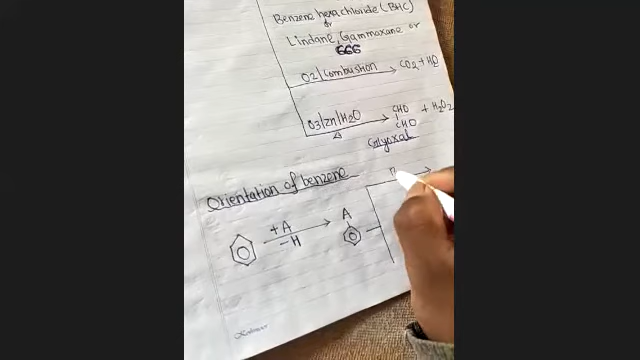 Benzene hexachloride (BHC)
or
Lindane, Gammaxane or
666
O2/Combustion CO2 + H2O
O3/Zn/H2O CHO + H2O2
Δ CHO
Glyoxal
Orientation of benzene
+A
-H
A